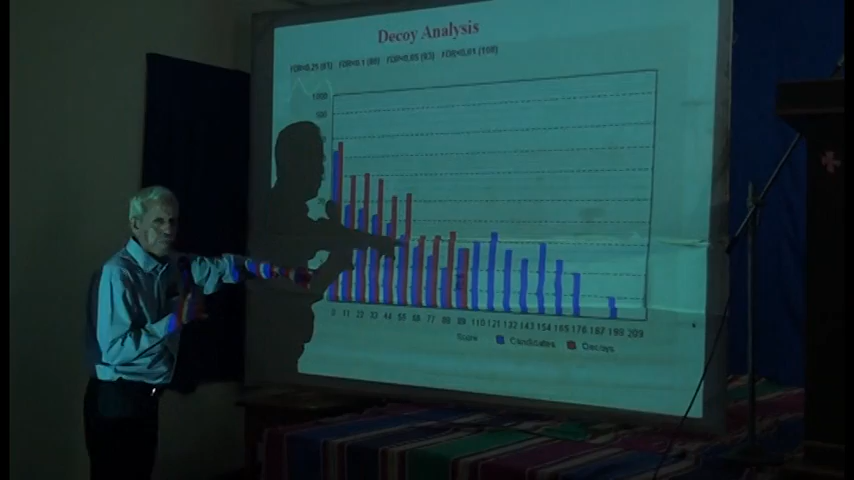 Decoy Analysis
FDR=0.25 (61) FDR=0.1 (80) FDR=0.05 (93) FDR=0.01 (100)
1000
0 11 22 33 44 55 66 77 88 99 110 121 132 143 154 165 176 187 198 209
Score Candidates Decoys